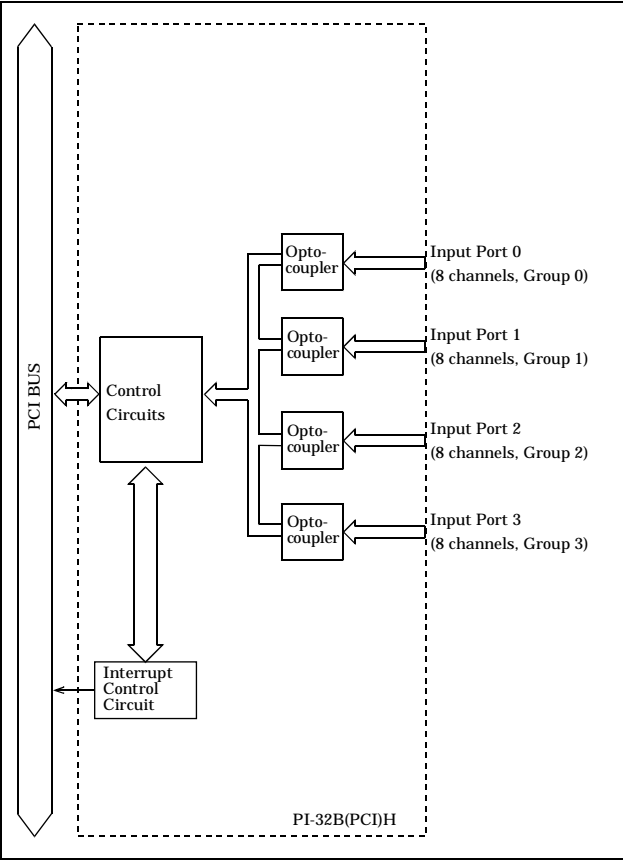 PCI BUS
Control
Circuits
Opto-
coupler
Input Port 0
(8 channels, Group 0)
Opto-
coupler
Input Port 1
(8 channels, Group 1)
Opto-
coupler
Input Port 2
(8 channels, Group 2)
Opto-
coupler
Input Port 3
(8 channels, Group 3)
Interrupt
Control
Circuit
PI-32B(PCI)H